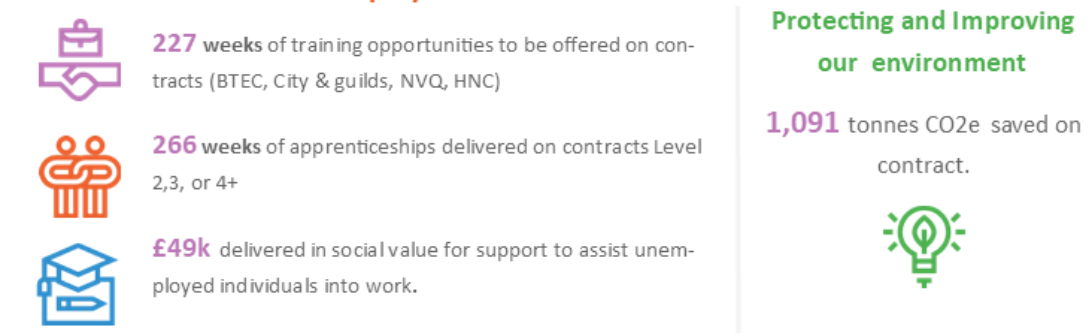 227 weeks of training opportunities to be offered on con-
tracts (BTEC, City & guilds, NVQ, HNC)
266 weeks of apprenticeships delivered on contracts Level
2,3, or 4+
£49k delivered in social value for support to assist unem-
ployed individuals into work.
Protecting and Improving
our environment
1,091 tonnes CO2e saved on
contract.